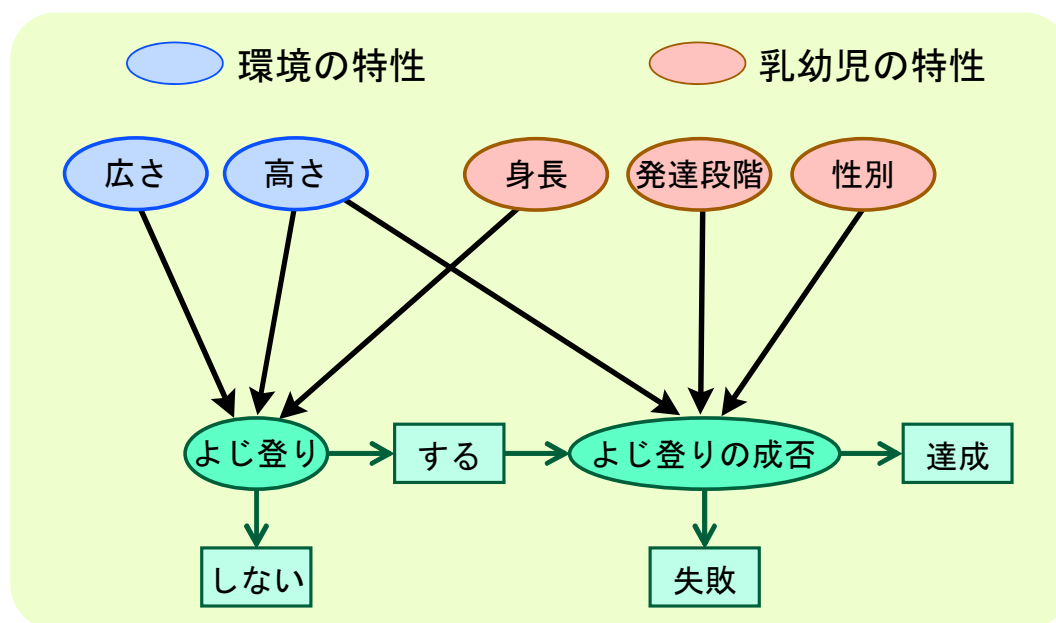 環境の特性
乳幼児の特性
広さ
高さ
身長
発達段階
性別
よじ登り
する
よじ登りの成否
達成
しない
失敗